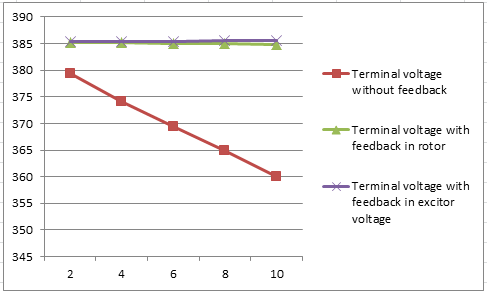 390
385
380
375
370
365
360
355
350
345
2 4 6 8 10
Terminal voltage
without feedback
Terminal voltage with
feedback in rotor
Terminal voltage with
feedback in excitor
voltage